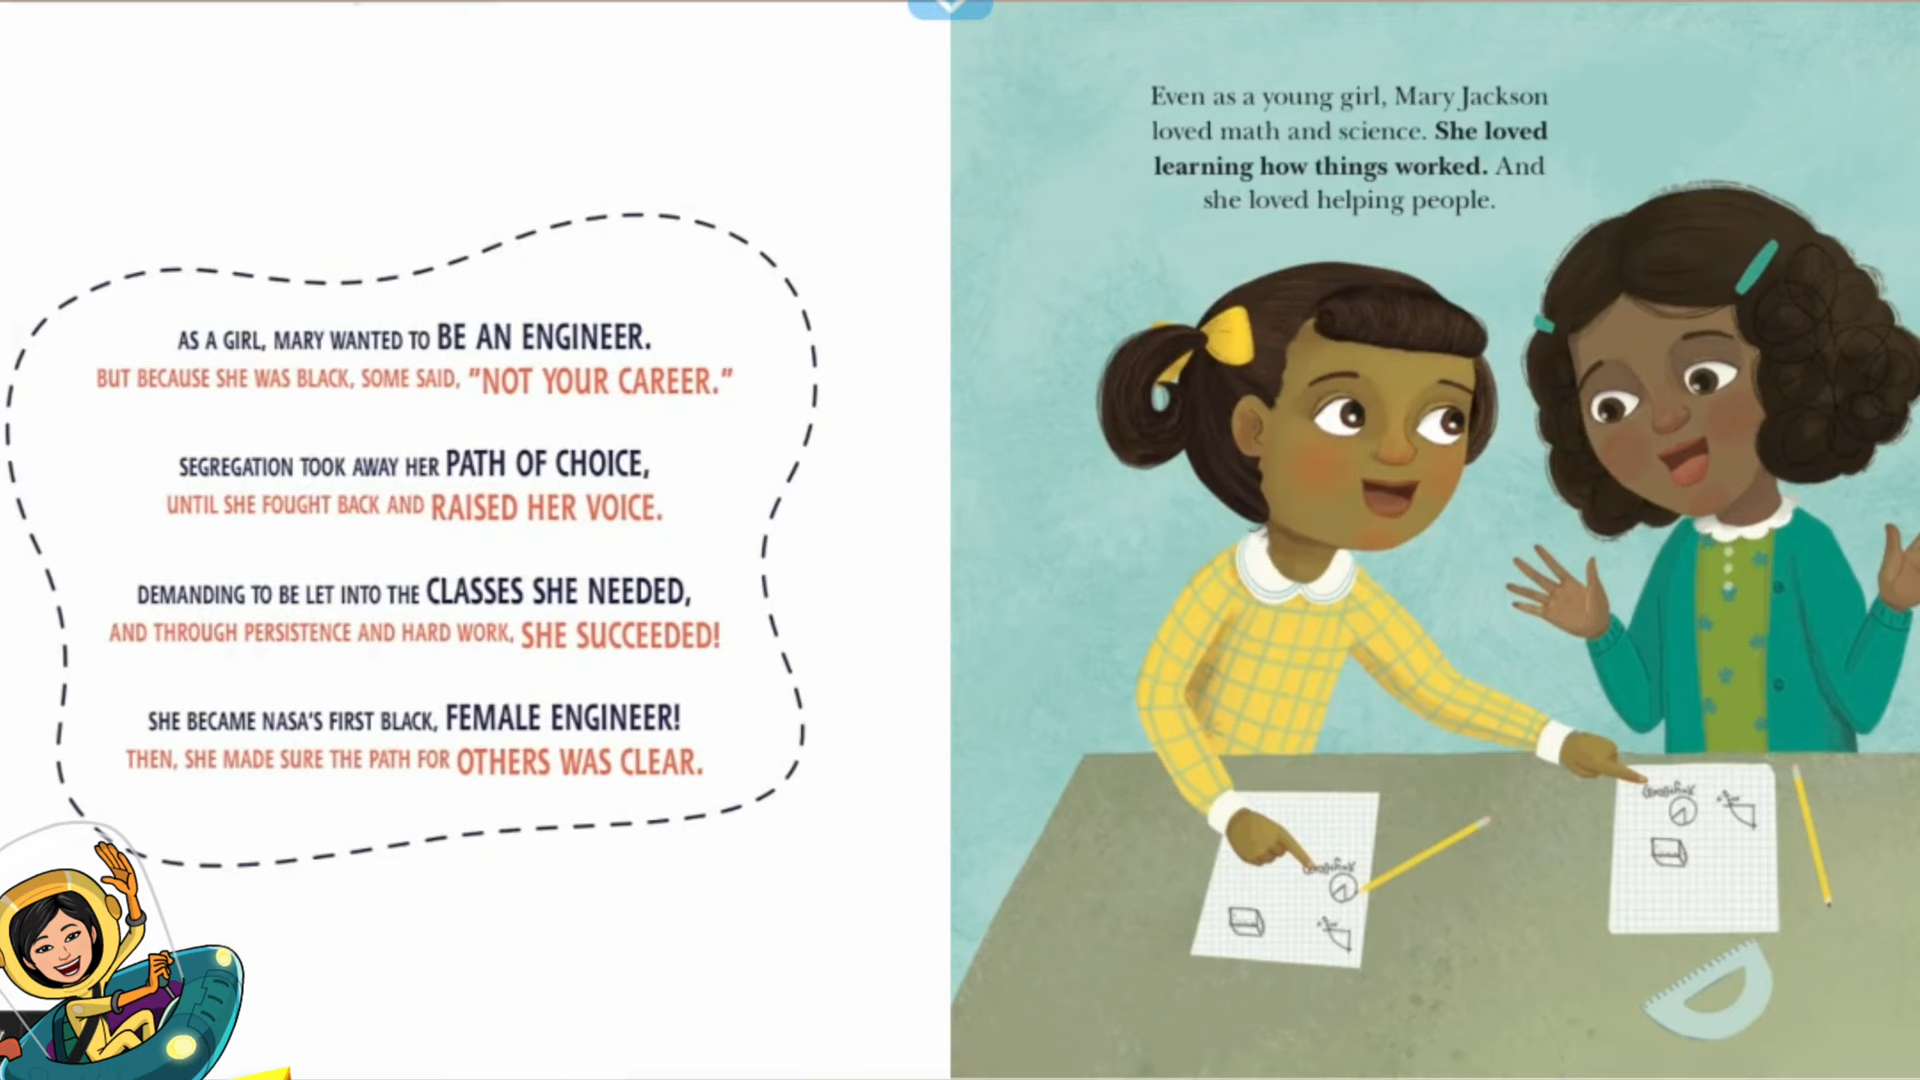 AS A GIRL, MARY WANTED TO BE AN ENGINEER.
BUT BECAUSE SHE WAS BLACK, SOME SAID, "NOT YOUR CAREER."
SEGREGATION TOOK AWAY HER PATH OF CHOICE,
UNTIL SHE FOUGHT BACK AND RAISED HER VOICE.
DEMANDING TO BE LET INTO THE CLASSES SHE NEEDED,
AND THROUGH PERSISTENCE AND HARD WORK, SHE SUCCEEDED!
SHE BECAME NASA'S FIRST BLACK, FEMALE ENGINEER!
THEN, SHE MADE SURE THE PATH FOR OTHERS WAS CLEAR.
Even as a young girl, Mary Jackson
loved math and science. She loved
learning how things worked. And
she loved helping people.